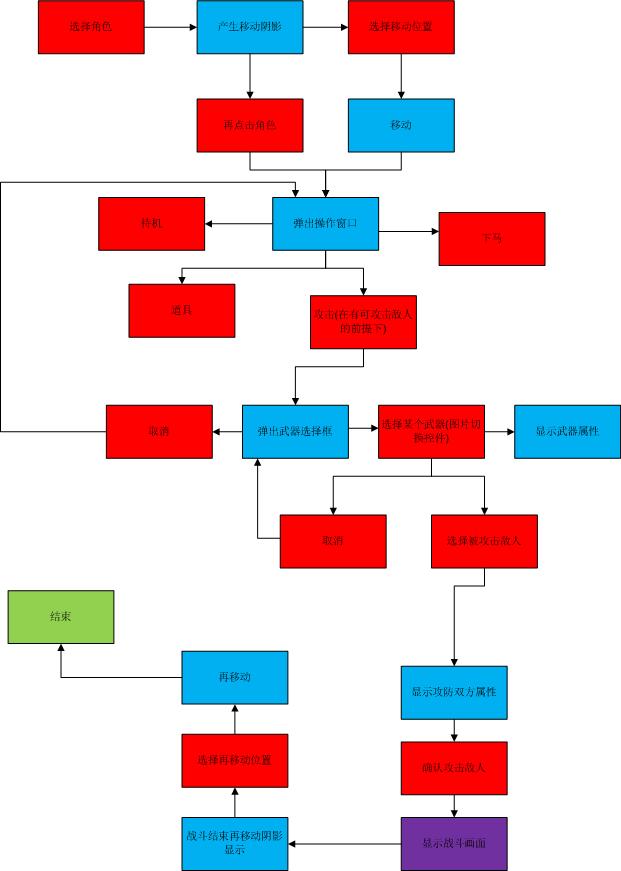 选择角色
产生移动阴影
选择移动位置
再点击角色
移动
待机
弹出操作窗口
下马
道具
攻击(在有可攻击敌人
的前提下)
取消
弹出武器选择框
选择某个武器(图片切
换控件)
显示武器属性
取消
选择被攻击敌人
结束
再移动
显示攻防双方属性
选择再移动位置
确认攻击敌人
战斗结束再移动阴影
显示
显示战斗画面